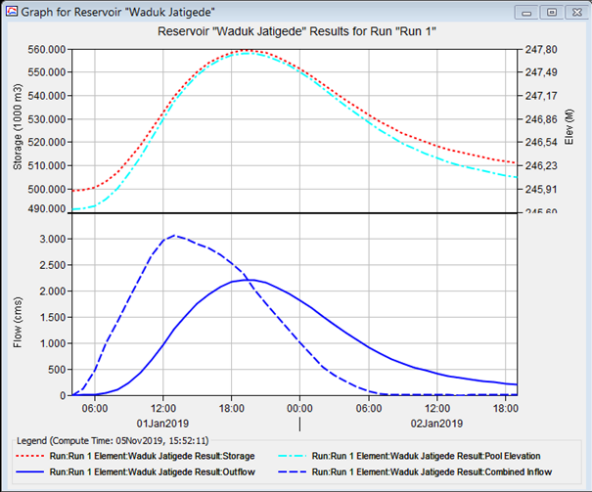 Graph for Reservoir "Waduk Jatigede"
Reservoir "Waduk Jatigede" Results for Run "Run 1"
Storage (1000 m3)
560.000
550.000
540.000
530.000
520.000
510.000
500.000
490.000
247,80
247,49
247,17
246,86
246,54
246,23
245,91
245,60
Elev (M)
Flow (cms)
3.000
2.500
2.000
1.500
1.000
500
0
06:00 12:00 18:00 00:00 06:00 12:00 18:00
01Jan2019 | 02Jan2019
Legend (Compute Time: 05Nov2019, 15:52:11)
Run:Run 1 Element:Waduk Jatigede Result:Storage
Run:Run 1 Element:Waduk Jatigede Result:Pool Elevation
Run:Run 1 Element:Waduk Jatigede Result:Outflow
Run:Run 1 Element:Waduk Jatigede Result:Combined Inflow